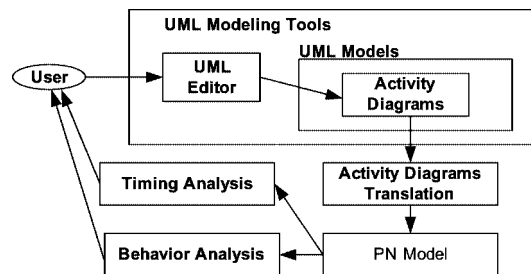 UML Modeling Tools
UML Models
User
UML
Editor
Activity
Diagrams
Timing Analysis
Activity Diagrams
Translation
Behavior Analysis
PN Model